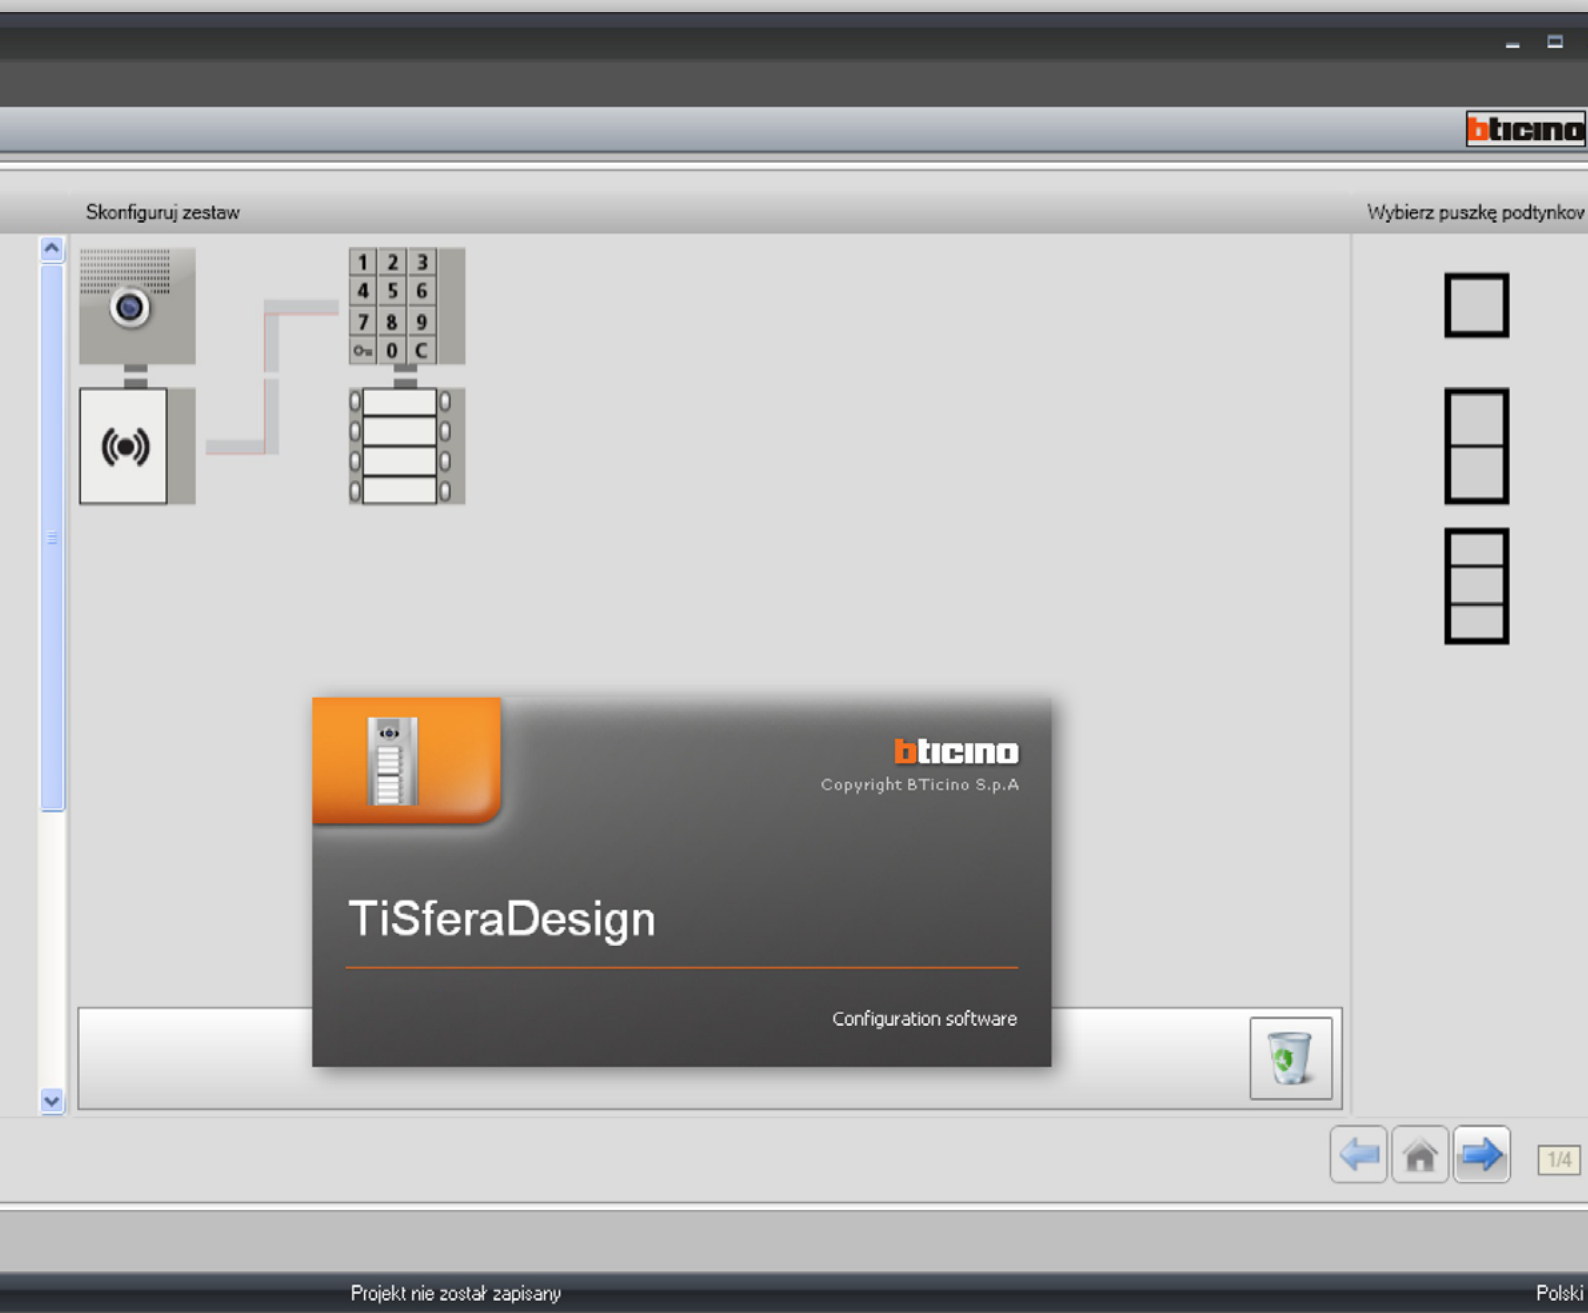 bticino
Skonfiguruj zestaw
Wybierz puszkę podtynkow
1 2 3
4 5 6
7 8 9
0 C
bticino
Copyright BTicino S.p.A
TiSferaDesign
Configuration software
1/4
Projekt nie został zapisany
Polski